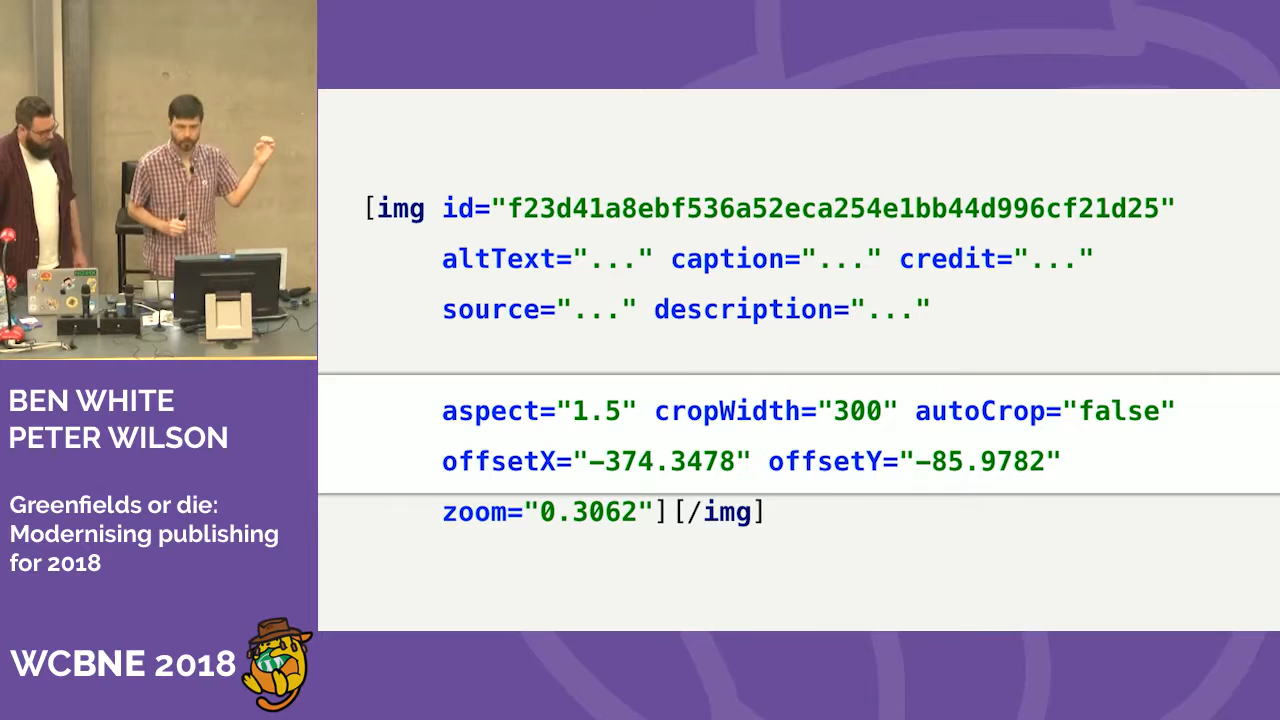 [img id="f23d41a8ebf536a52eca254e1bb44d996cf21d25"
altText="..." caption="..." credit="..."
source="..." description="..."
aspect="1.5" cropWidth="300" autoCrop="false"
offsetX="-374.3478" offsetY="-85.9782"
zoom="0.3062"][/img]
BEN WHITE
PETER WILSON
Greenfields or die:
Modernising publishing
for 2018
WCBNE 2018